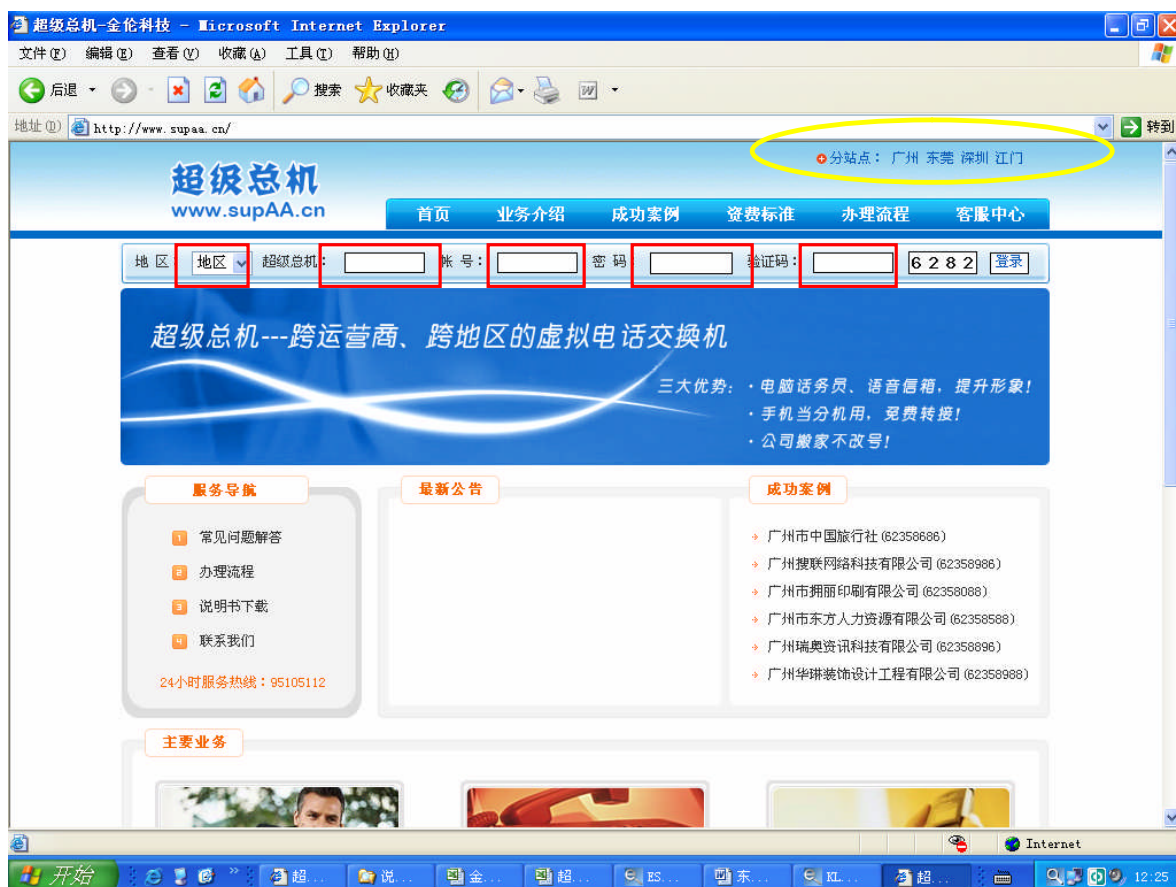 超级总机-金伦科技 - Microsoft Internet Explorer
文件(F) 编辑(E) 查看(V) 收藏(A) 工具(T) 帮助(H)
后退 搜索 收藏夹
地址(D) http://www.supaa.cn/ 转到
分站点： 广州 东莞 深圳 江门
超级总机
www.supAA.cn
首页 业务介绍 成功案例 资费标准 办理流程 客服中心
地 区： 地区 超级总机： 帐 号： 密 码： 验证码： 6282 登录
超级总机---跨运营商、跨地区的虚拟电话交换机
三大优势: ·电脑话务员、语音信箱，提升形象!
·手机当分机用，免费转接!
·公司搬家不改号!
服务导航 最新公告 成功案例
1 常见问题解答
2 办理流程
3 说明书下载
4 联系我们
24小时服务热线：95105112
广州市中国旅行社(62358686)
广州搜联网络科技有限公司(62358986)
广州市拥丽印刷有限公司(62358088)
广州市东方人力资源有限公司(62358588)
广州瑞奥资讯科技有限公司(62358896)
广州华琳装饰设计工程有限公司(62358988)
主要业务
Internet
开始 超... 说... 金... 超... ES... 东... KL... 超... 12:25